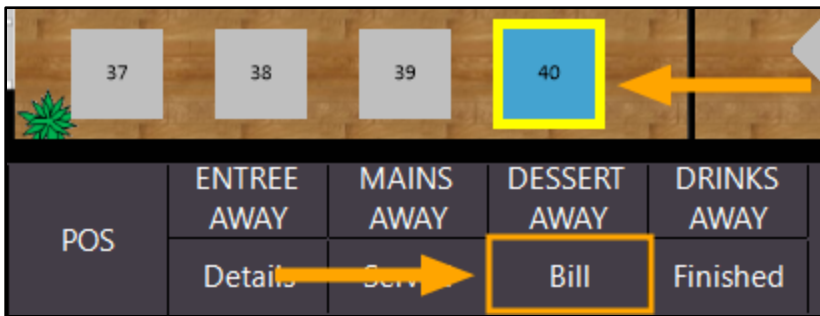 37 38 39 40
ENTREE MAINS DESSERT DRINKS
AWAY AWAY AWAY AWAY
POS
Details Bill Finished